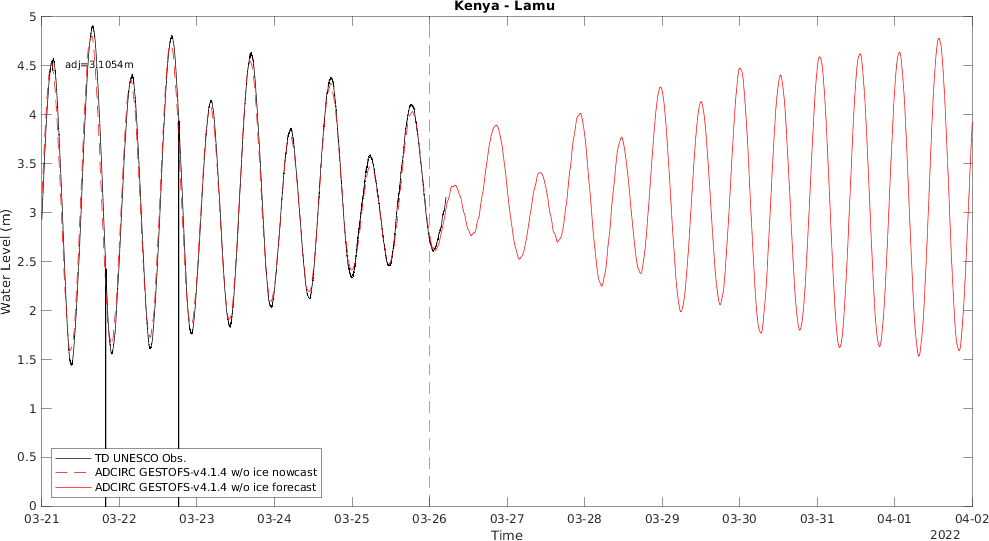 Kenya - Lamu
5
4.5
4
3.5
3
2.5
2
1.5
1
0.5
0
Water Level (m)
adj=3.1054m
TD UNESCO Obs.
ADCIRC GESTOFS-v4.1.4 w/o ice nowcast
ADCIRC GESTOFS-v4.1.4 w/o ice forecast
03-21 03-22 03-23 03-24 03-25 03-26 03-27 03-28 03-29 03-30 03-31 04-01 04-02
Time
2022